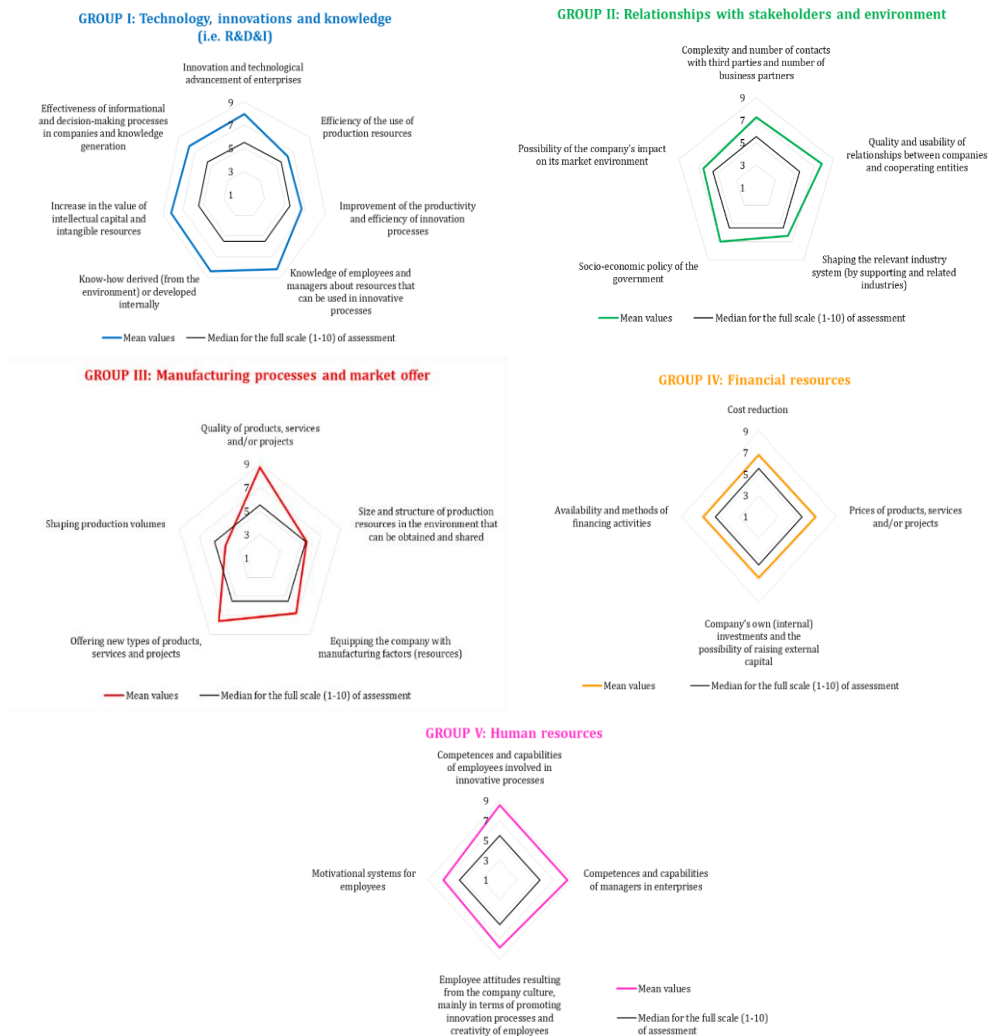 GROUP I: Technology, innovations and knowledge
(i.e. R&D&I)
Innovation and technological
advancement of enterprises
Efficiency of the use of
production resources
Improvement of the productivity
and efficiency of innovation
processes
Knowledge of employees and
managers about resources that
can be used in innovative
processes
Know-how derived (from the
environment) or developed
internally
Increase in the value of
intellectual capital and
intangible resources
Effectiveness of informational
and decision-making processes
in companies and knowledge
generation
9
7
5
3
1
Mean values
Median for the full scale (1-10) of assessment
GROUP II: Relationships with stakeholders and environment
Complexity and number of contacts
with third parties and number of
business partners
Quality and usability of
relationships between companies
and cooperating entities
Shaping the relevant industry
system (by supporting and related
industries)
Socio-economic policy of the
government
Possibility of the company's impact
on its market environment
9
7
5
3
1
Mean values
Median for the full scale (1-10) of assessment
GROUP III: Manufacturing processes and market offer
Quality of products, services
and/or projects
Size and structure of production
resources in the environment that
can be obtained and shared
Equipping the company with
manufacturing factors (resources)
Offering new types of products,
services and projects
Shaping production volumes
9
7
5
3
1
Mean values
Median for the full scale (1-10) of assessment
GROUP IV: Financial resources
Cost reduction
Prices of products, services
and/or projects
Company's own (internal)
investments and the
possibility of raising external
capital
Availability and methods of
financing activities
9
7
5
3
1
Mean values
Median for the full scale (1-10) of assessment
GROUP V: Human resources
Competences and capabilities
of employees involved in
innovative processes
Competences and capabilities
of managers in enterprises
Employee attitudes resulting
from the company culture,
mainly in terms of promoting
innovation processes and
creativity of employees
Motivational systems for
employees
9
7
5
3
1
Mean values
Median for the full scale (1-10)
of assessment